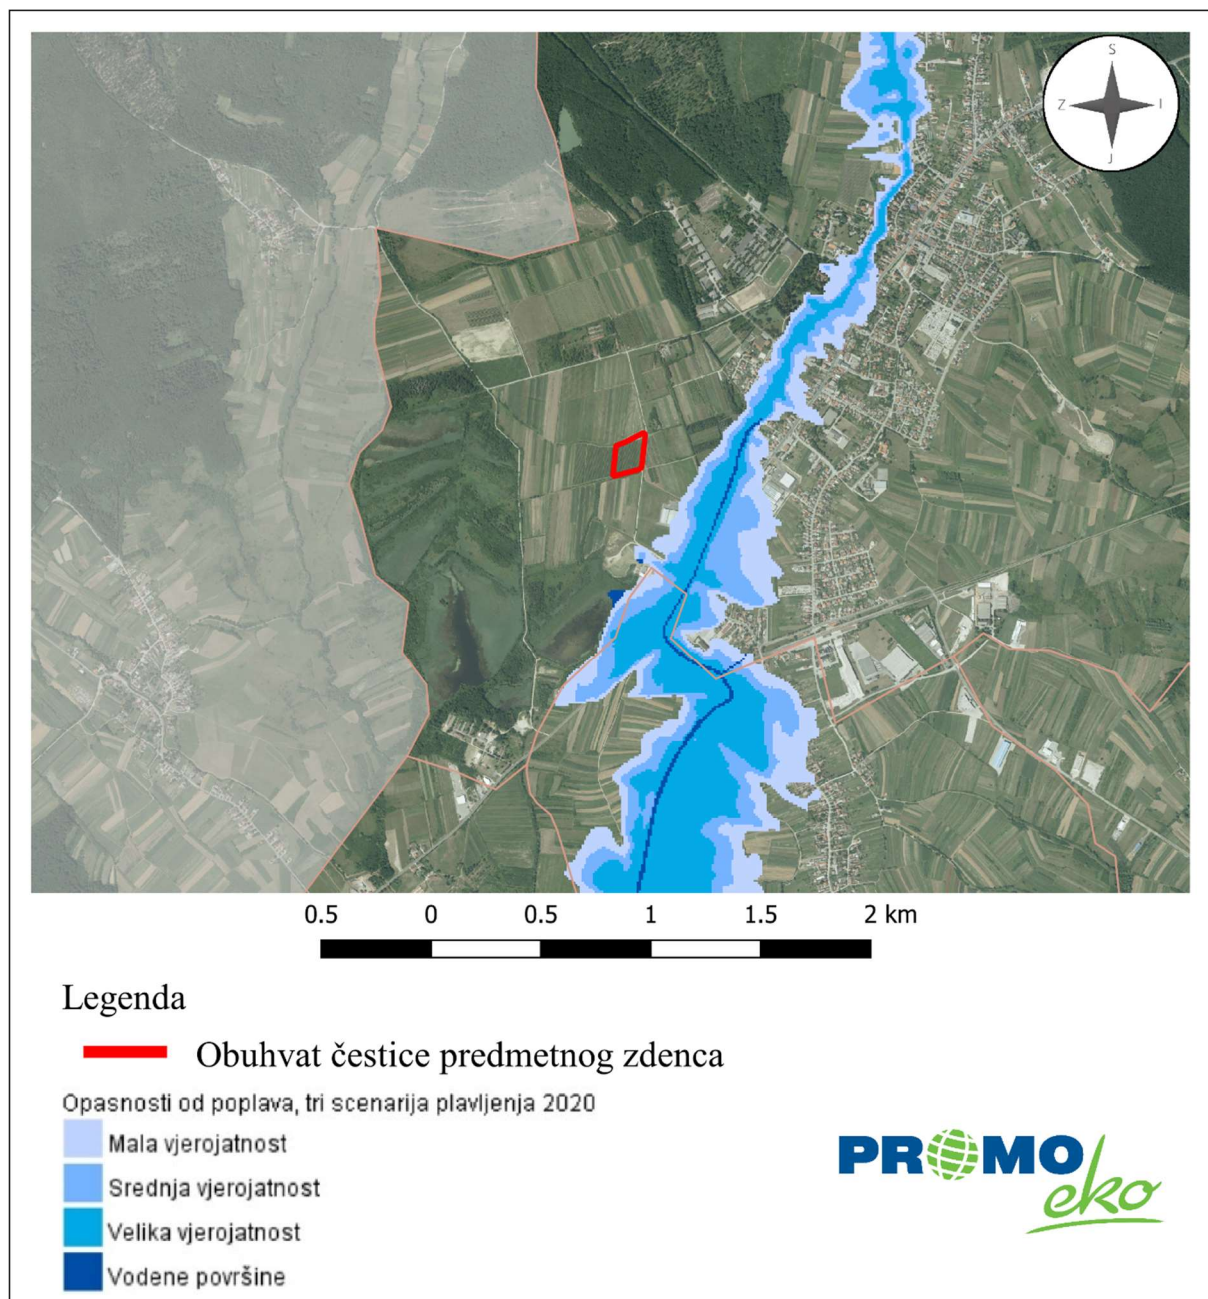 S
Z I
J
0.5 0 0.5 1 1.5 2 km
Legenda
Obuhvat čestice predmetnog zdenca
Opasnosti od poplava, tri scenarija plavljenja 2020
Mala vjerojatnost
Srednja vjerojatnost
Velika vjerojatnost
Vodene površine
PROMO
eko